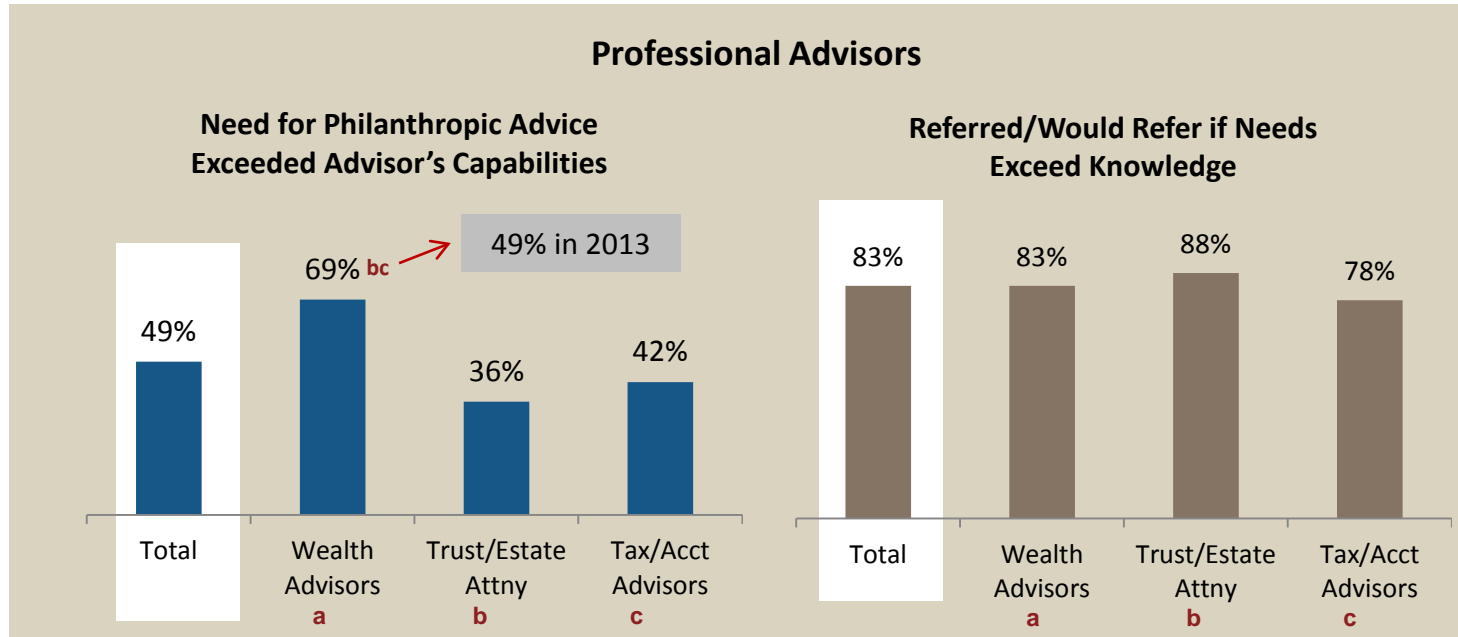 Professional Advisors
Need for Philanthropic Advice
Exceeded Advisor's Capabilities
49%
69% bc
49% in 2013
36%
42%
Total
Wealth
Advisors
a
Trust/Estate
Attny
b
Tax/Acct
Advisors
c
Referred/Would Refer if Needs
Exceed Knowledge
83%
83%
88%
78%
Total
Wealth
Advisors
a
Trust/Estate
Attny
b
Tax/Acct
Advisors
c